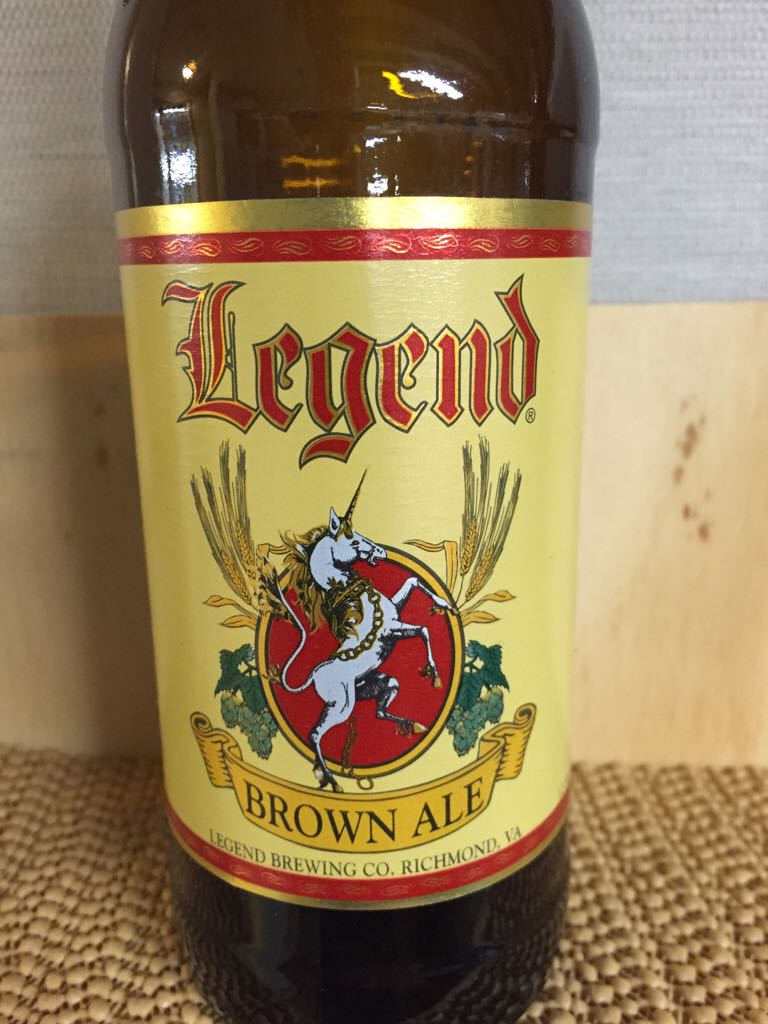 Legend®
BROWN ALE
LEGEND BREWING CO. RICHMOND, VA